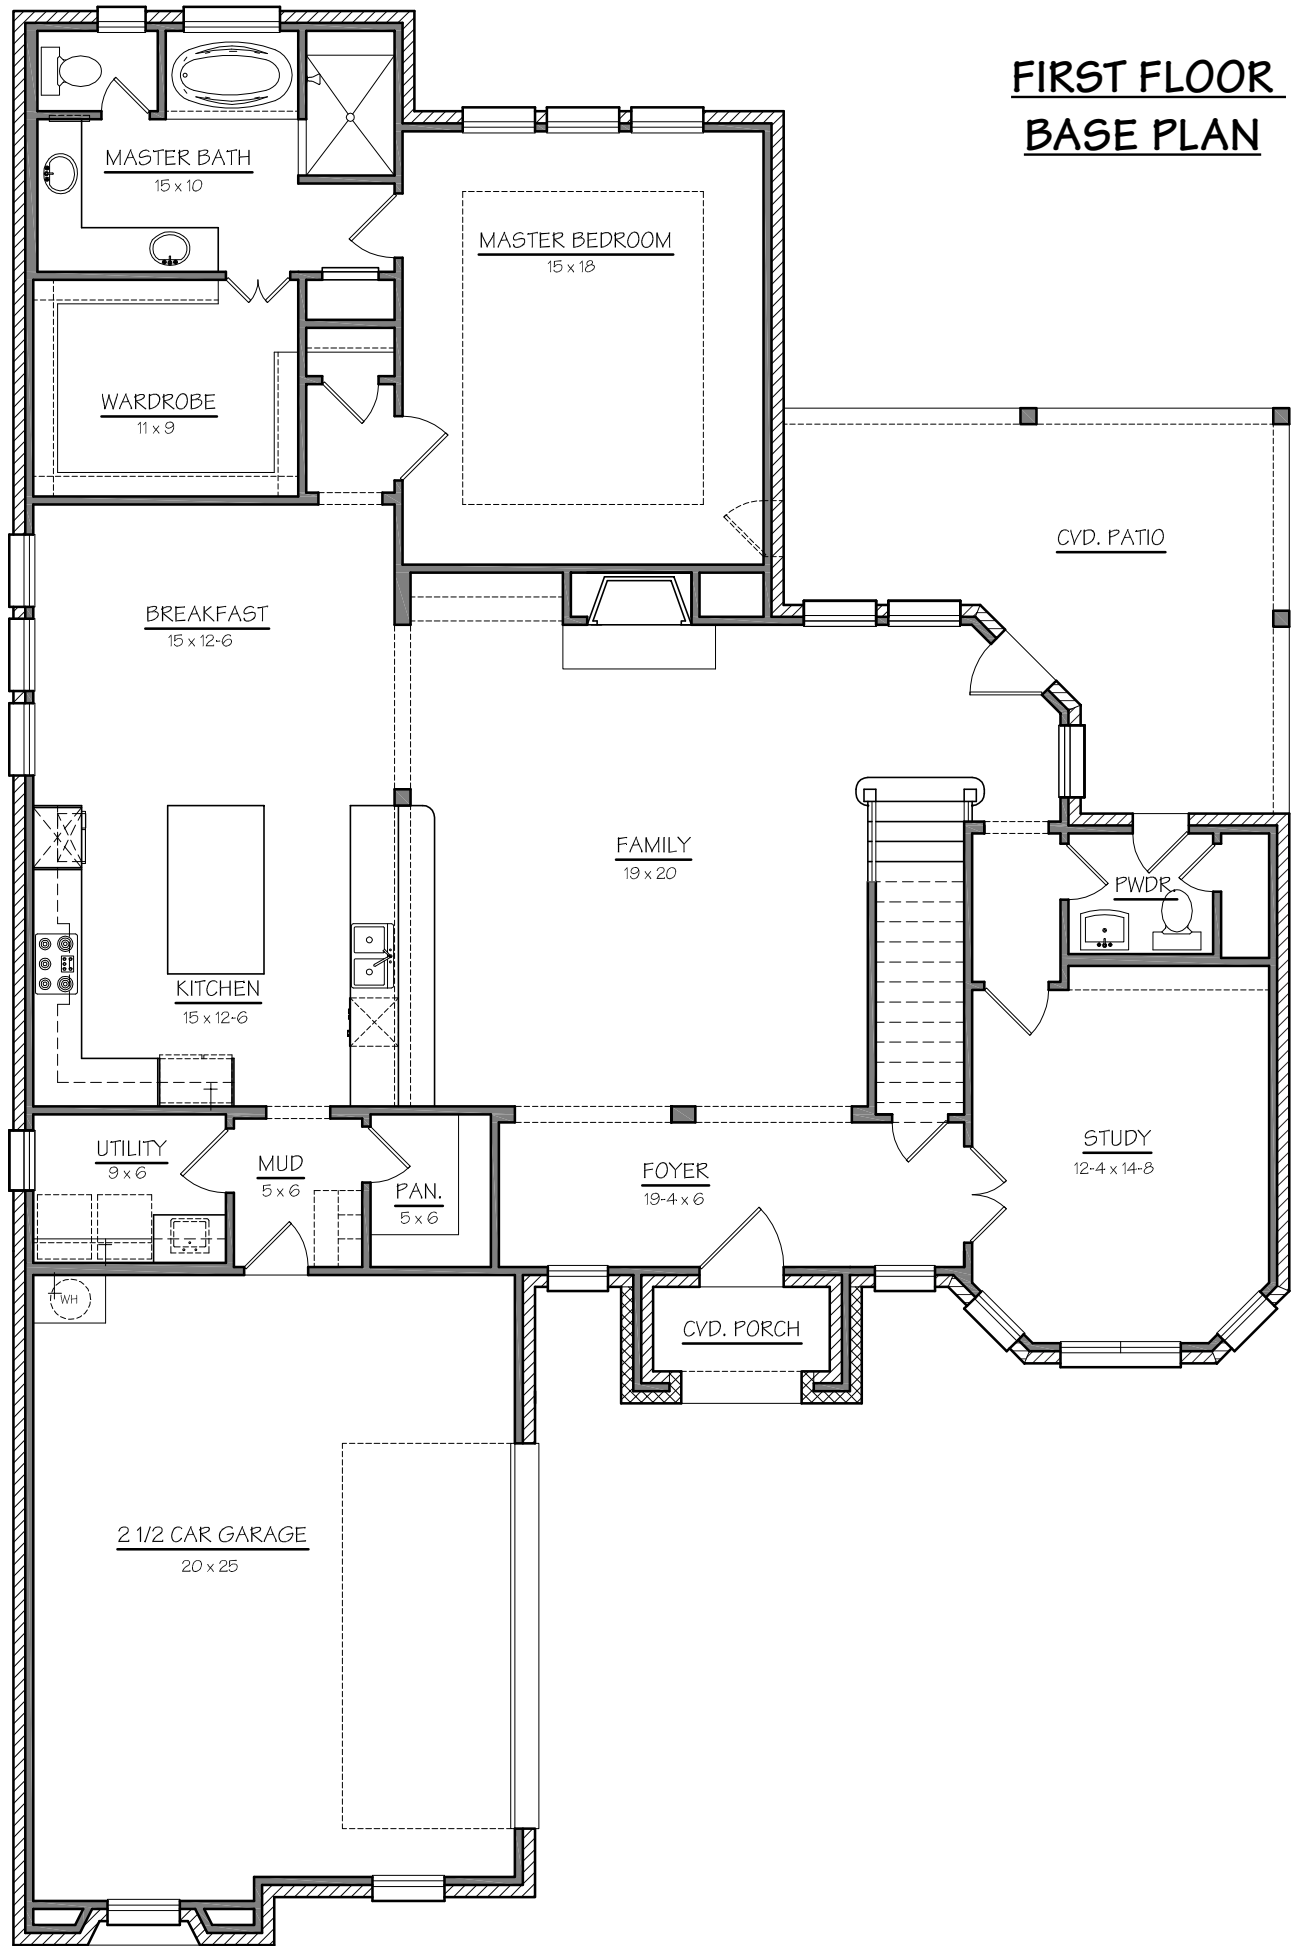 FIRST FLOOR
BASE PLAN
MASTER BATH
15 x 10
MASTER BEDROOM
15 x 18
WARDROBE
11 x 9
CVD. PATIO
BREAKFAST
15 x 12-6
FAMILY
19 x 20
PWDR.
KITCHEN
15 x 12-6
UTILITY
9 x 6
MUD
5 x 6
PAN.
5 x 6
FOYER
19-4 x 6
STUDY
12-4 x 14-8
WH
CVD. PORCH
2 1/2 CAR GARAGE
20 x 25